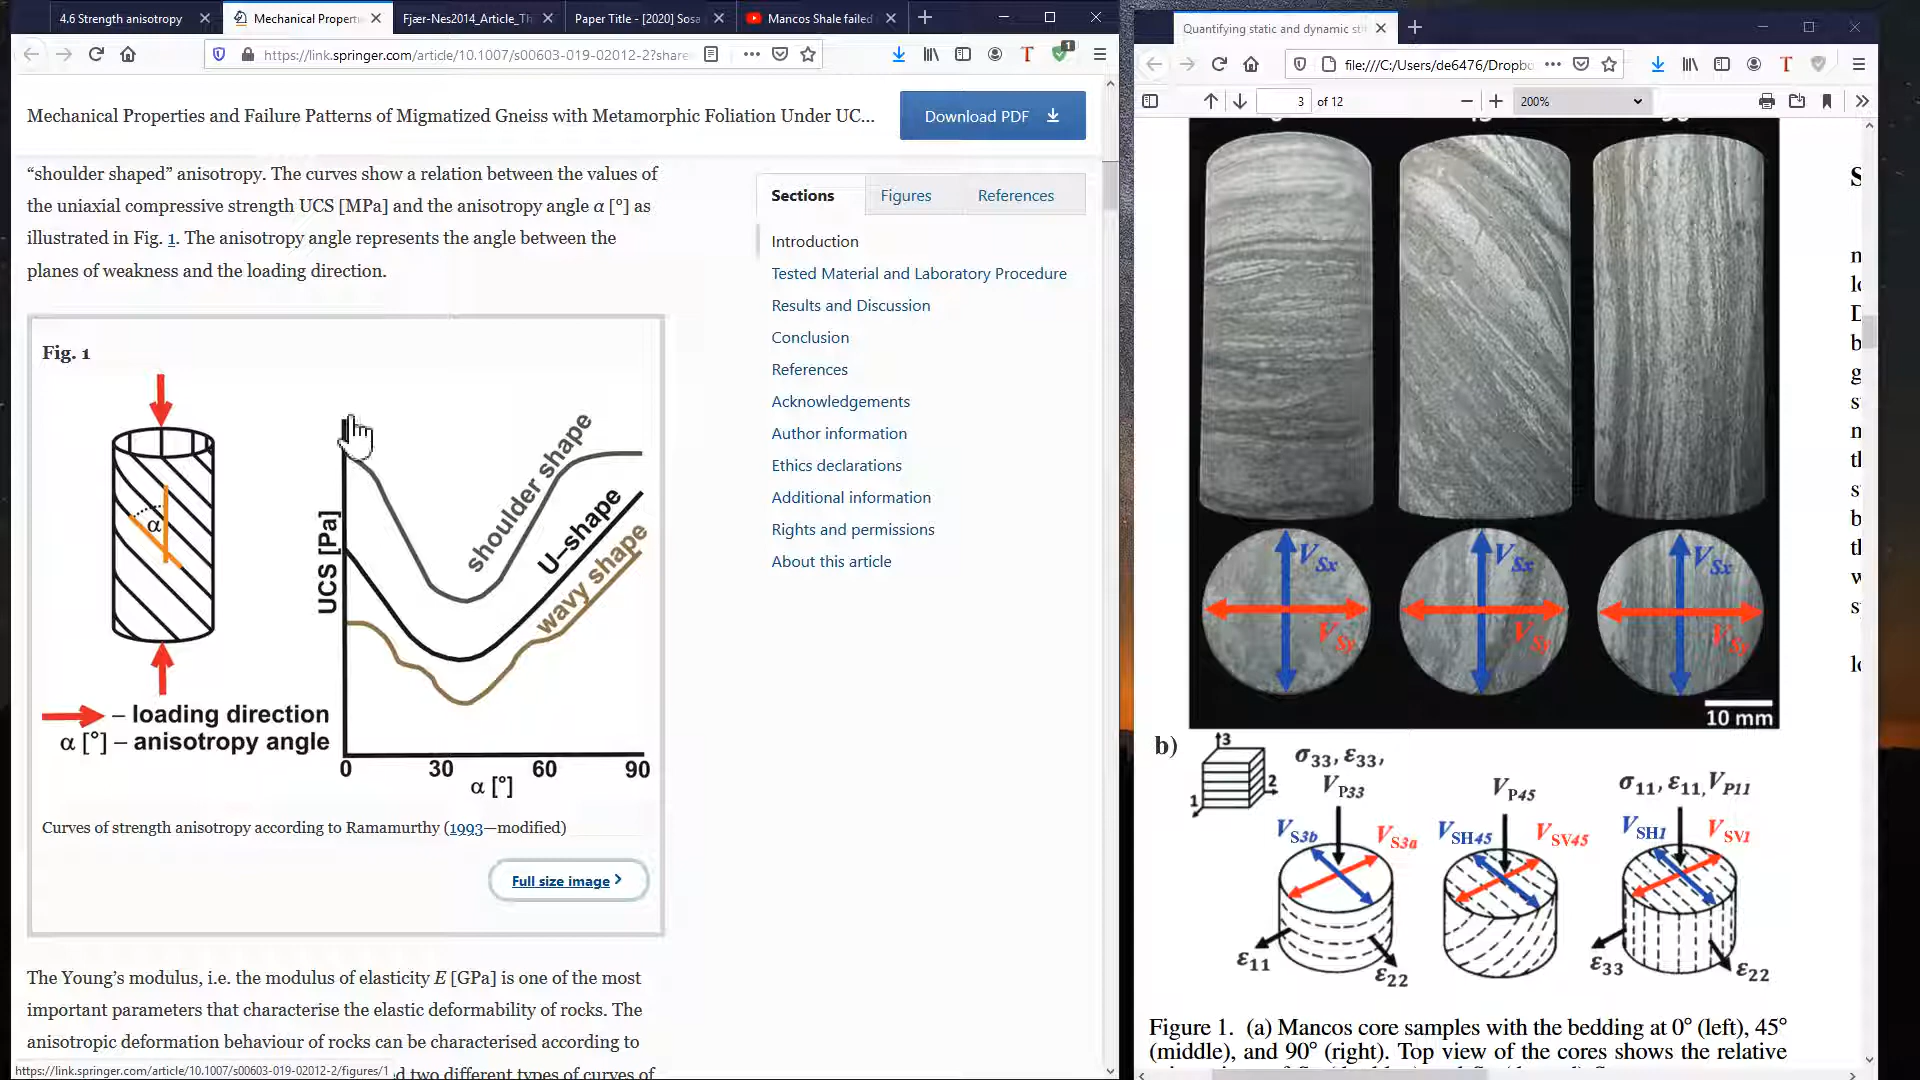 4.6 Strength anisotropy
Mechanical Properti
Fjær-Nes2014_Article_Th
Paper Title - [2020] Sosa
Mancos Shale failed
https://link.springer.com/article/10.1007/s00603-019-02012-2?share
1
Mechanical Properties and Failure Patterns of Migmatized Gneiss with Metamorphic Foliation Under UC...
Download PDF
“shoulder shaped” anisotropy. The curves show a relation between the values of
the uniaxial compressive strength UCS [MPa] and the anisotropy angle α [°] as
illustrated in Fig. 1. The anisotropy angle represents the angle between the
planes of weakness and the loading direction.
Fig. 1
α
– loading direction
α [°] – anisotropy angle
UCS [Pa]
shoulder shape
U–shape
wavy shape
0 30 60 90
α [°]
Curves of strength anisotropy according to Ramamurthy (1993—modified)
Full size image
The Young’s modulus, i.e. the modulus of elasticity E [GPa] is one of the most
important parameters that characterise the elastic deformability of rocks. The
anisotropic deformation behaviour of rocks can be characterised according to
d two different types of curves of
https://link.springer.com/article/10.1007/s00603-019-02012-2/figures/1
Sections
Figures
References
Introduction
Tested Material and Laboratory Procedure
Results and Discussion
Conclusion
References
Acknowledgements
Author information
Ethics declarations
Additional information
Rights and permissions
About this article
Quantifying static and dynamic sti
file:///C:/Users/de6476/Dropbo
3 of 12
200%
V_Sx
V_Sy
V_Sx
V_Sy
V_Sx
V_Sy
10 mm
b)
3
2
1
σ33, ε33,
V_P33
V_S3b
V_S3a
ε11
ε22
V_P45
V_SH45
V_SV45
σ11, ε11, V_P11
V_SH1
V_SV1
ε33
ε22
Figure 1. (a) Mancos core samples with the bedding at 0° (left), 45°
(middle), and 90° (right). Top view of the cores shows the relative